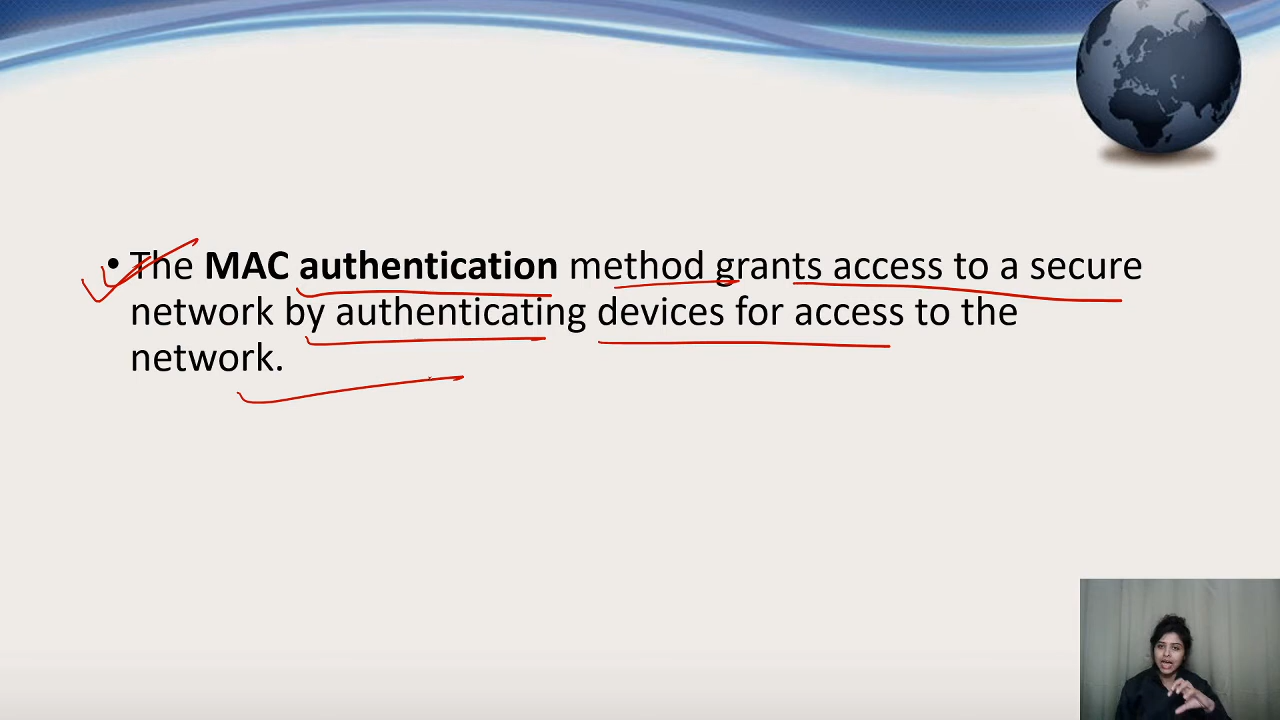 • The MAC authentication method grants access to a secure
network by authenticating devices for access to the
network.